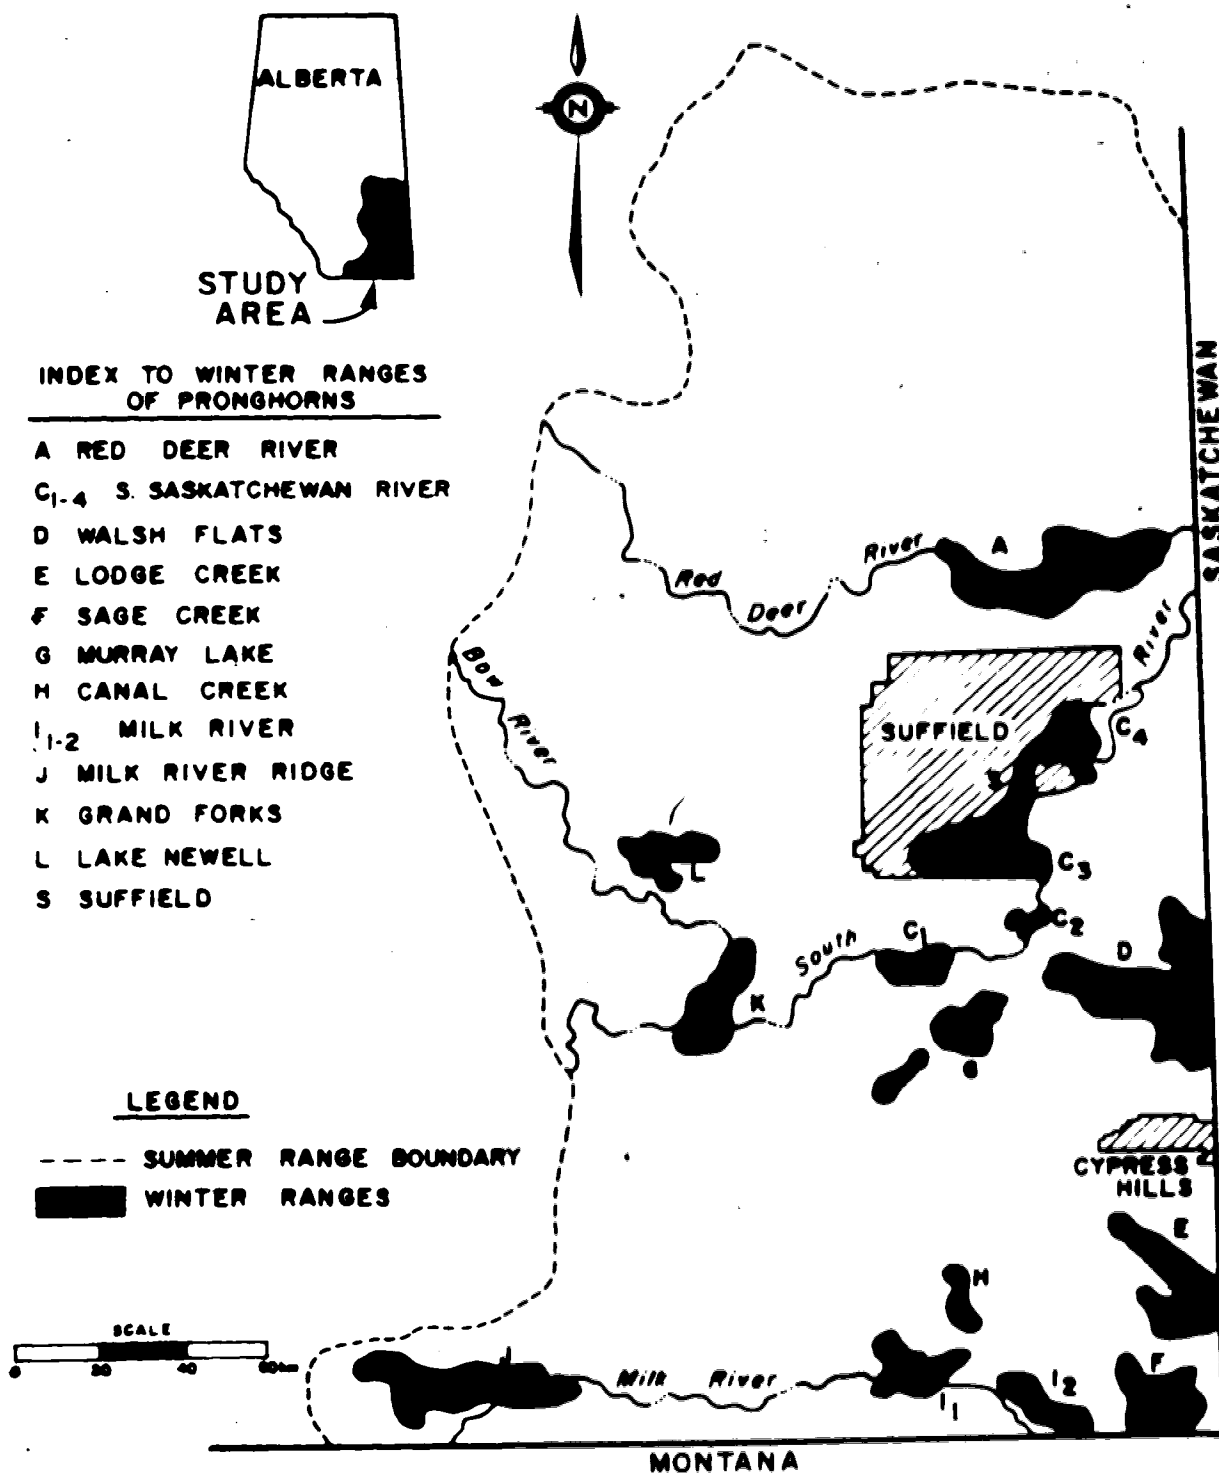 ALBERTA
N
STUDY
AREA
INDEX TO WINTER RANGES
OF PRONGHORNS
A RED DEER RIVER
C1-4 S. SASKATCHEWAN RIVER
D WALSH FLATS
E LODGE CREEK
F SAGE CREEK
G MURRAY LAKE
H CANAL CREEK
I1-2 MILK RIVER
J MILK RIVER RIDGE
K GRAND FORKS
L LAKE NEWELL
S SUFFIELD
LEGEND
SUMMER RANGE BOUNDARY
WINTER RANGES
SCALE
0 20 40 60 km
SASKATCHEWAN
Red Deer River
A
River
Bow River
SUFFIELD
S
C4
C3
C2
C1
South
L
K
D
G
CYPRESS
HILLS
E
H
J
Milk River
I1
I2
F
MONTANA